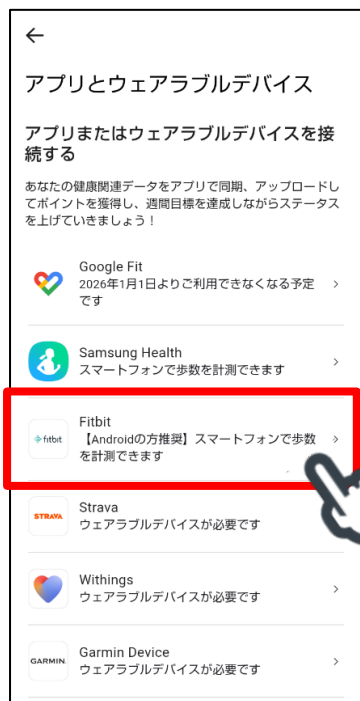 アプリとウェアラブルデバイス
アプリまたはウェアラブルデバイスを接
続する
あなたの健康関連データをアプリで同期、アップロードし
てポイントを獲得し、週間目標を達成しながらステータス
を上げていきましょう！
Google Fit
2026年1月1日よりご利用できなくなる予定
です
Samsung Health
スマートフォンで歩数を計測できます
fitbit
Fitbit
【Androidの方推奨】スマートフォンで歩数
を計測できます
STRAVA
Strava
ウェアラブルデバイスが必要です
Withings
ウェアラブルデバイスが必要です
GARMIN.
Garmin Device
ウェアラブルデバイスが必要です